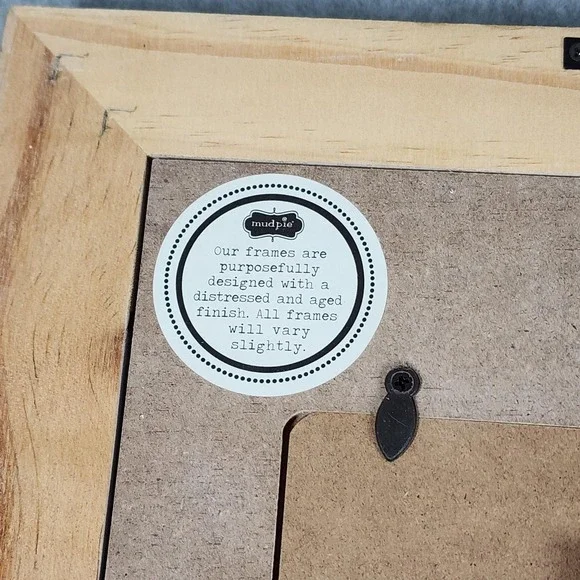 mudpie
Our frames are
purposefully
designed with a
distressed and aged
finish. All frames
will vary
slightly.